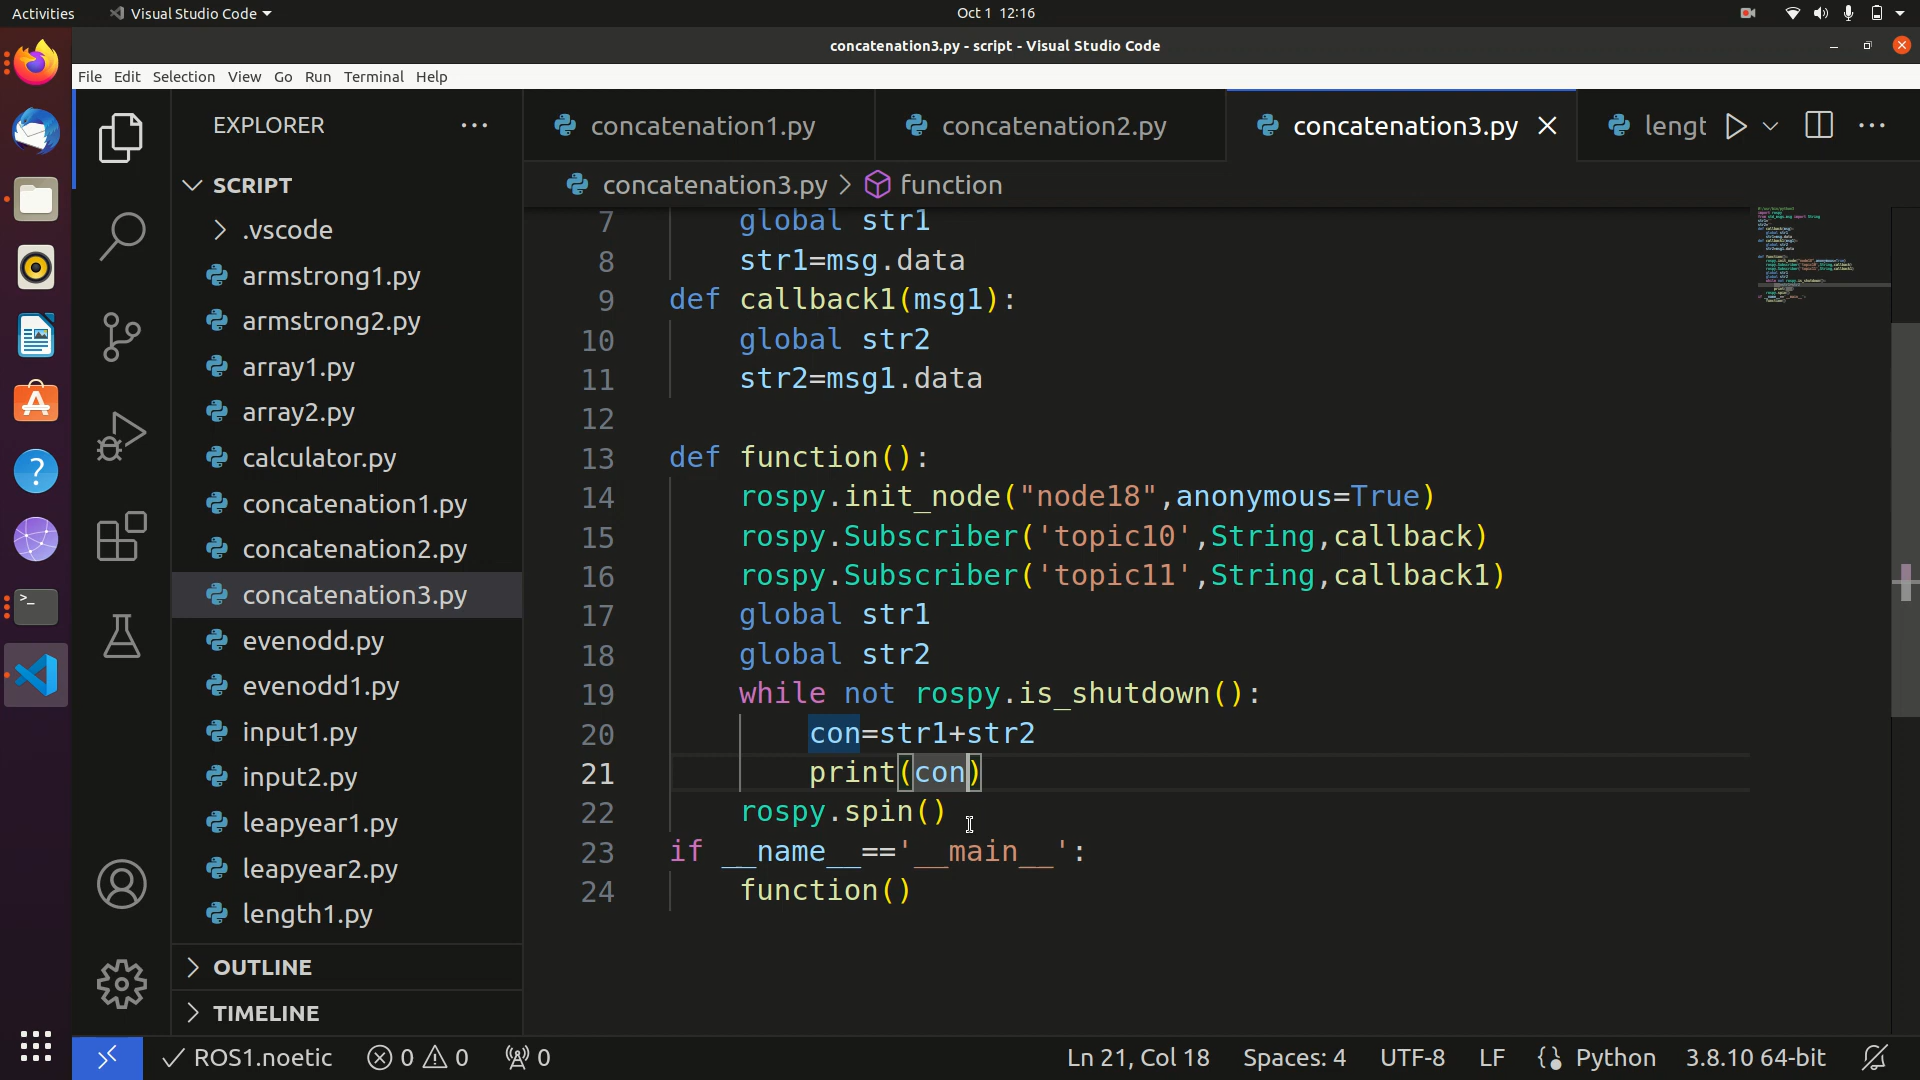 Activities
Visual Studio Code
Oct 1 12:16
concatenation3.py - script - Visual Studio Code
File Edit Selection View Go Run Terminal Help
EXPLORER
concatenation1.py
concatenation2.py
concatenation3.py
lengt
SCRIPT
concatenation3.py > function
.vscode
armstrong1.py
armstrong2.py
array1.py
array2.py
calculator.py
concatenation1.py
concatenation2.py
concatenation3.py
evenodd.py
evenodd1.py
input1.py
input2.py
leapyear1.py
leapyear2.py
length1.py
OUTLINE
TIMELINE
7 global str1
8 str1=msg.data
9 def callback1(msg1):
10 global str2
11 str2=msg1.data
12
13 def function():
14 rospy.init_node("node18",anonymous=True)
15 rospy.Subscriber('topic10',String,callback)
16 rospy.Subscriber('topic11',String,callback1)
17 global str1
18 global str2
19 while not rospy.is_shutdown():
20 con=str1+str2
21 print(con)
22 rospy.spin()
23 if __name__=='__main__':
24 function()
ROS1.noetic
0
0
0
Ln 21, Col 18
Spaces: 4
UTF-8
LF
Python
3.8.10 64-bit